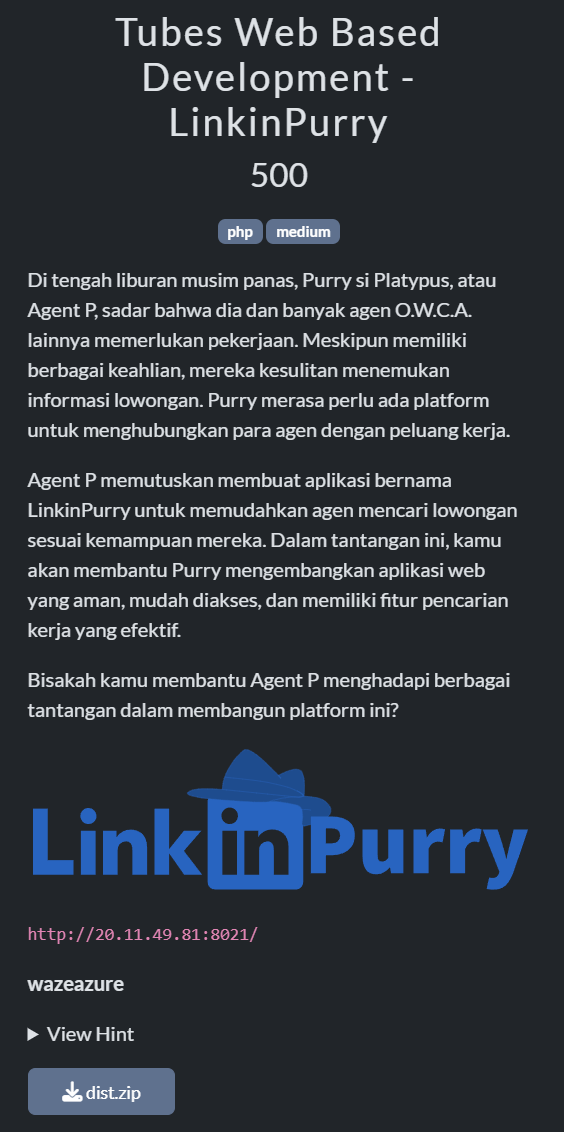 Tubes Web Based
Development -
LinkinPurry
500
php medium
Di tengah liburan musim panas, Purry si Platypus, atau
Agent P, sadar bahwa dia dan banyak agen O.W.C.A.
lainnya memerlukan pekerjaan. Meskipun memiliki
berbagai keahlian, mereka kesulitan menemukan
informasi lowongan. Purry merasa perlu ada platform
untuk menghubungkan para agen dengan peluang kerja.
Agent P memutuskan membuat aplikasi bernama
LinkinPurry untuk memudahkan agen mencari lowongan
sesuai kemampuan mereka. Dalam tantangan ini, kamu
akan membantu Purry mengembangkan aplikasi web
yang aman, mudah diakses, dan memiliki fitur pencarian
kerja yang efektif.
Bisakah kamu membantu Agent P menghadapi berbagai
tantangan dalam membangun platform ini?
LinkinPurry
http://20.11.49.81:8021/
wazeazure
View Hint
dist.zip